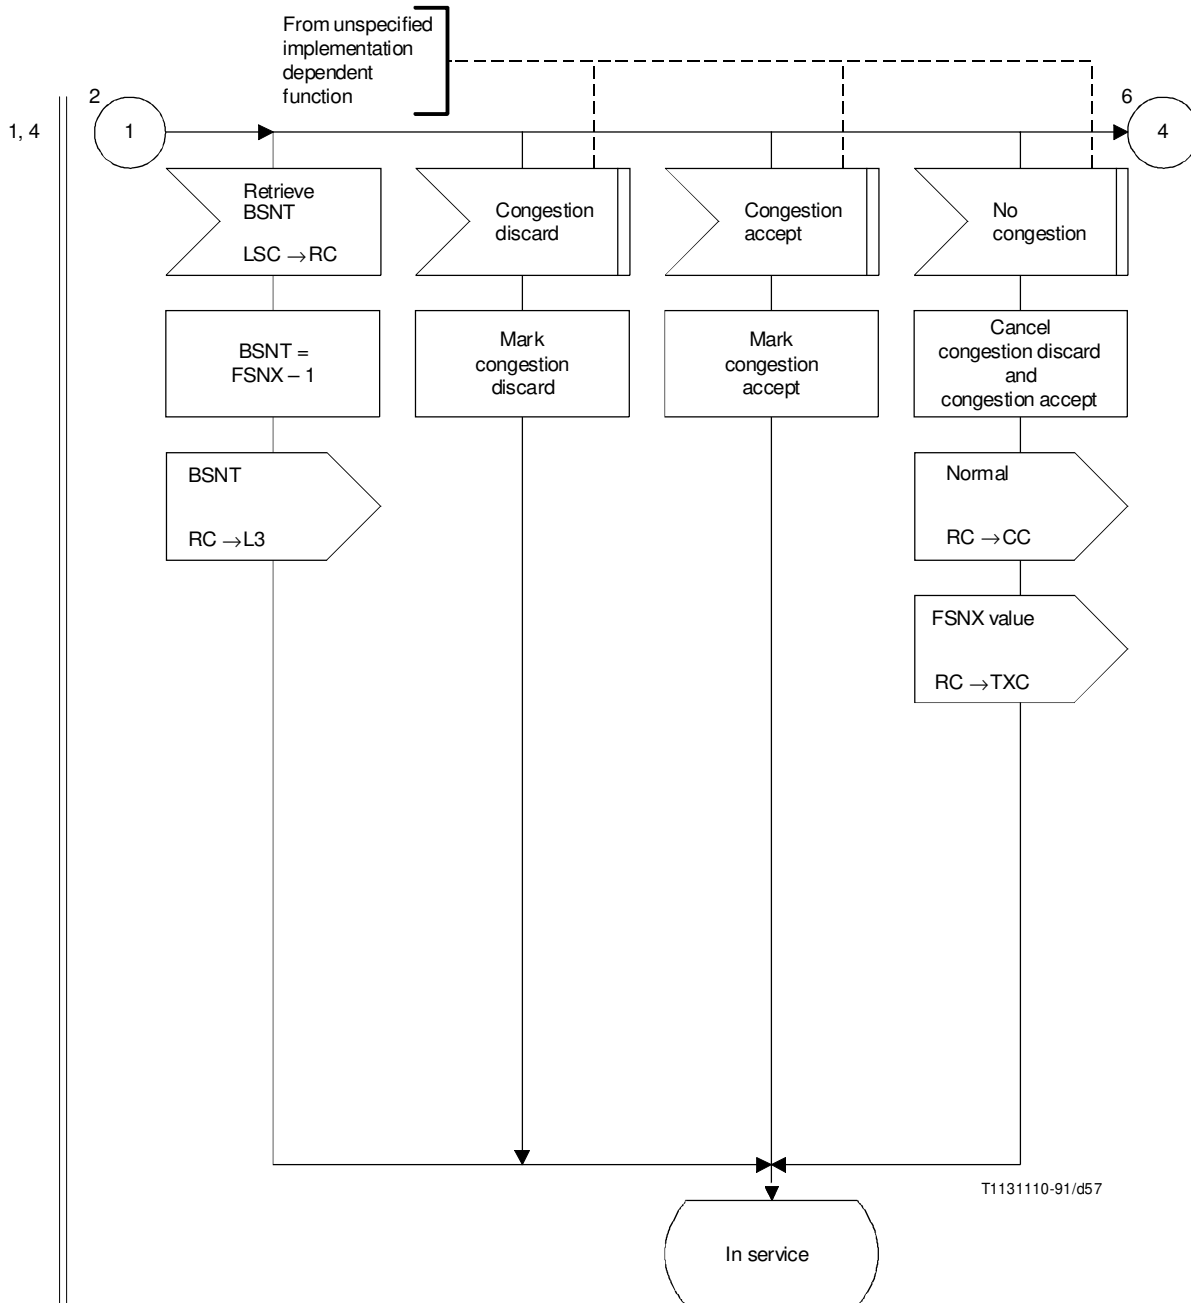 From unspecified
implementation
dependent
function
2
6
1, 4
1
4
Retrieve
BSNT
LSC →RC
Congestion
discard
Congestion
accept
No
congestion
BSNT =
FSNX – 1
Mark
congestion
discard
Mark
congestion
accept
Cancel
congestion discard
and
congestion accept
BSNT
RC →L3
Normal
RC →CC
FSNX value
RC →TXC
T1131110-91/d57
In service